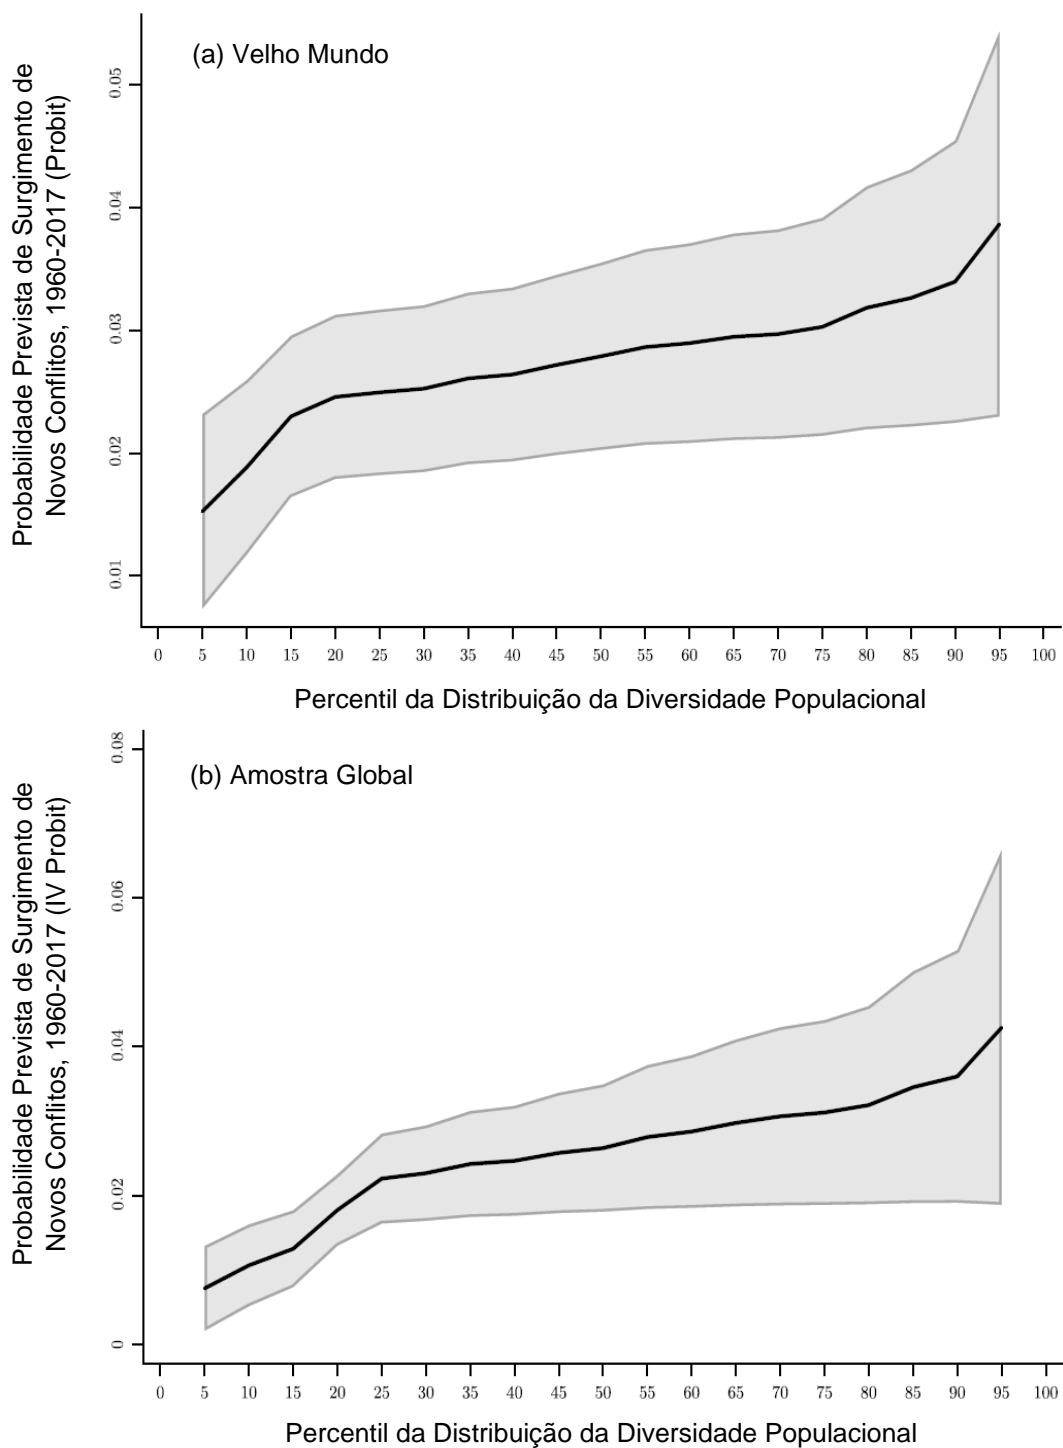 (a) Velho Mundo
Probabilidade Prevista de Surgimento de
Novos Conflitos, 1960-2017 (Probit)
0.05
0.04
0.03
0.02
0.01
0 5 10 15 20 25 30 35 40 45 50 55 60 65 70 75 80 85 90 95 100
Percentil da Distribuição da Diversidade Populacional
(b) Amostra Global
Probabilidade Prevista de Surgimento de
Novos Conflitos, 1960-2017 (IV Probit)
0.08
0.06
0.04
0.02
0
0 5 10 15 20 25 30 35 40 45 50 55 60 65 70 75 80 85 90 95 100
Percentil da Distribuição da Diversidade Populacional